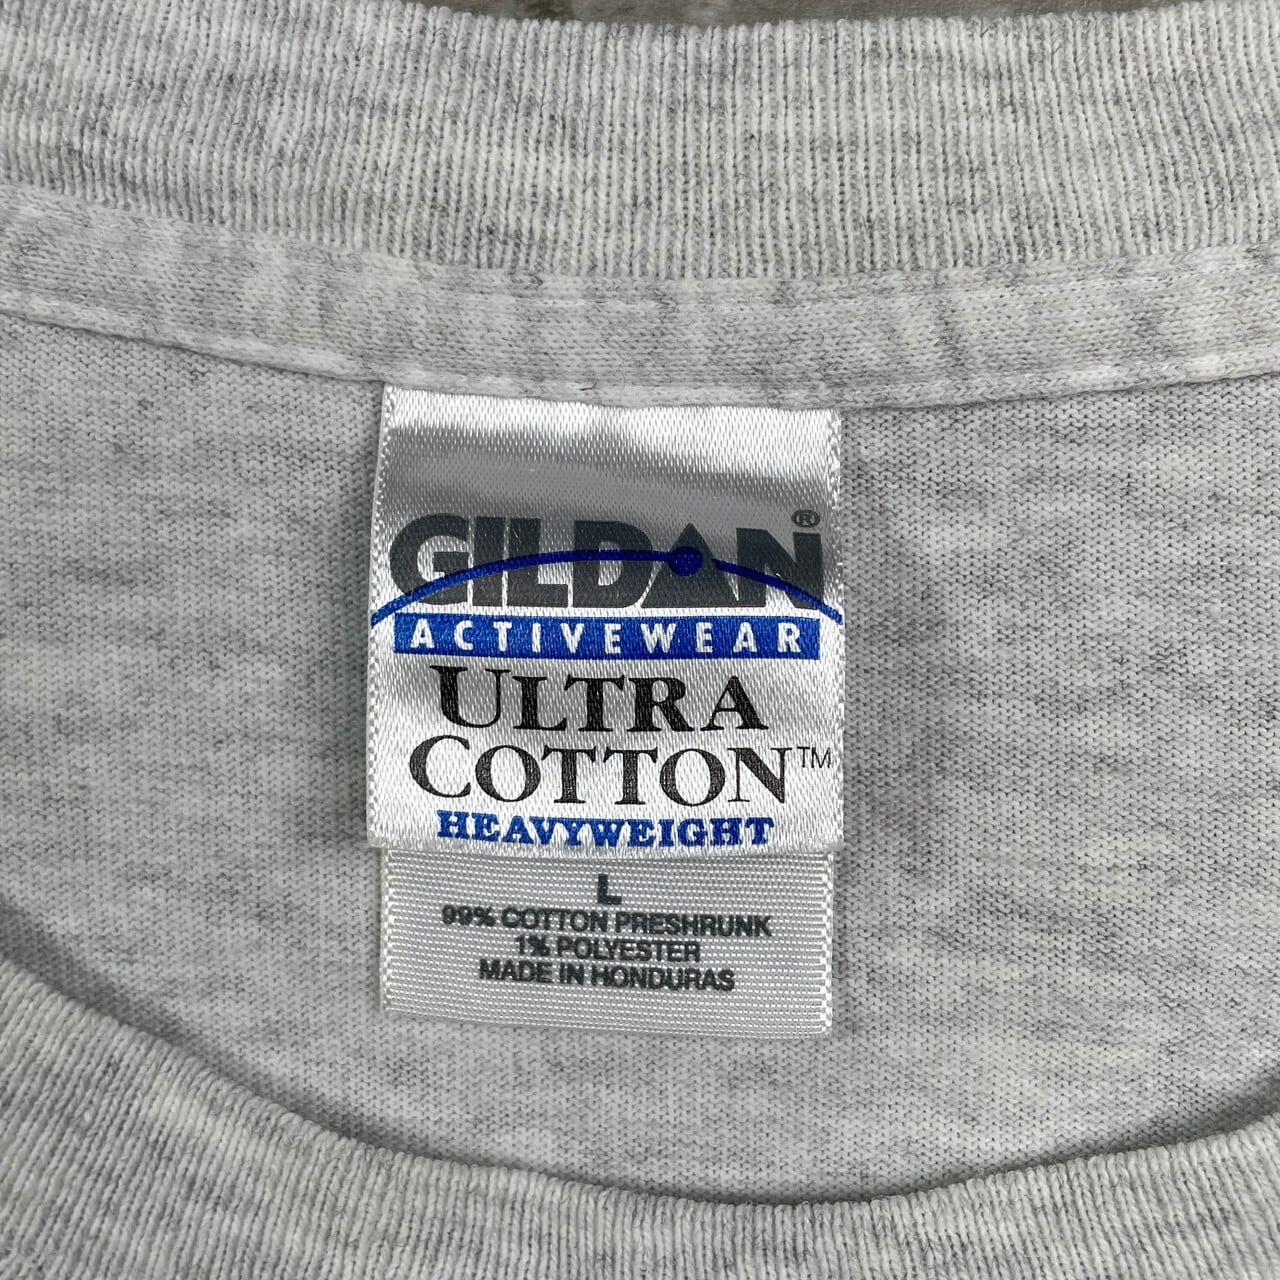 GILDAN®
ACTIVEWEAR
ULTRA
COTTON™
HEAVYWEIGHT
L
99% COTTON PRESHRUNK
1% POLYESTER
MADE IN HONDURAS